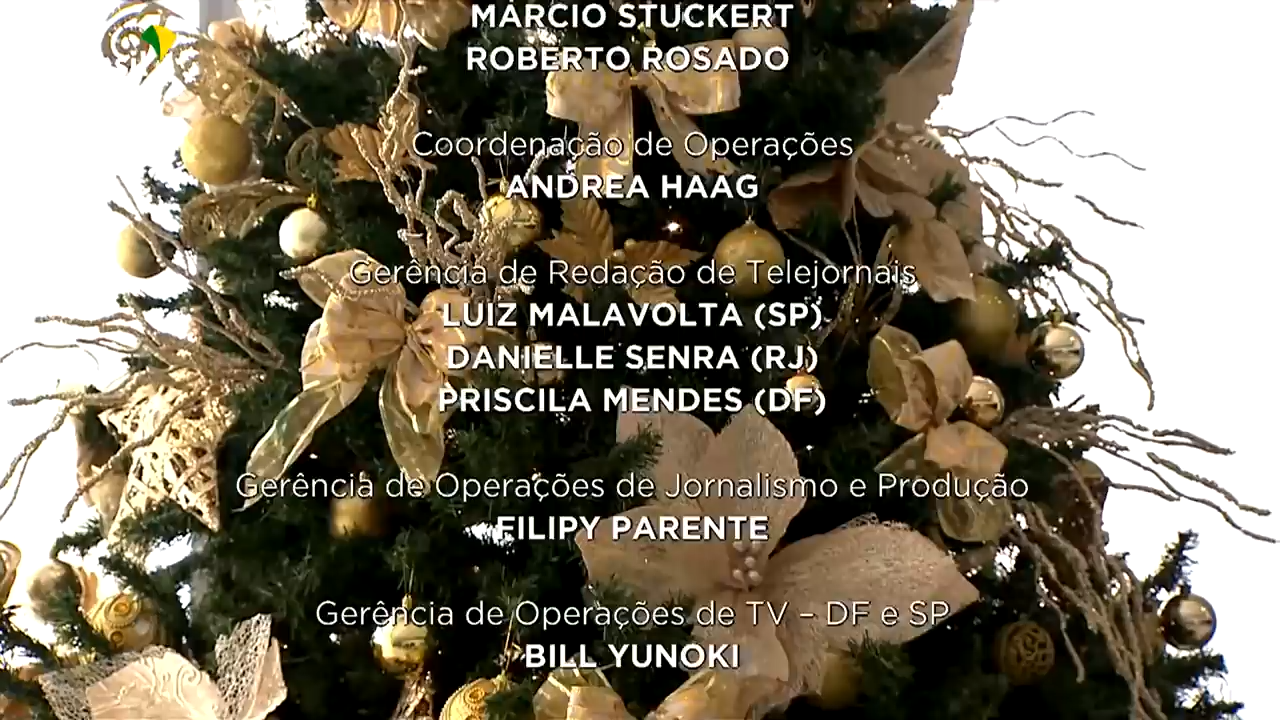 MÁRCIO STUCKERT
ROBERTO ROSADO
Coordenação de Operações
ANDREA HAAG
Gerência de Redação de Telejornais
LUIZ MALAVOLTA (SP)
DANIELLE SENRA (RJ)
PRISCILA MENDES (DF)
Gerência de Operações de Jornalismo e Produção
FILIPY PARENTE
Gerência de Operações de TV – DF e SP
BILL YUNOKI